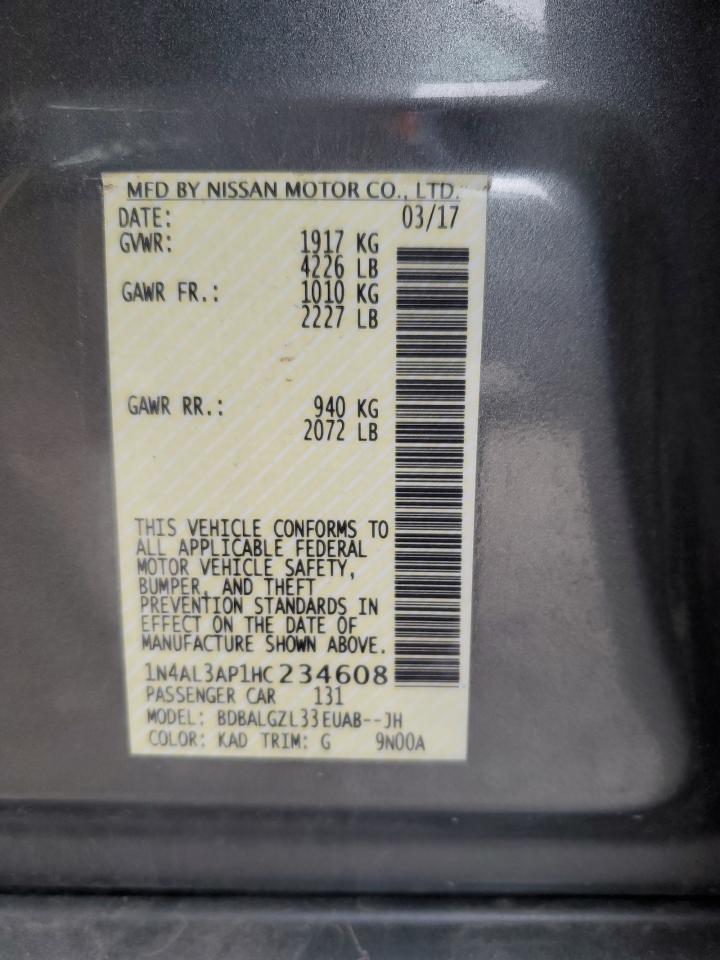 MFD BY NISSAN MOTOR CO., LTD.
DATE: 03/17
GVWR: 1917 KG
4226 LB
GAWR FR.: 1010 KG
2227 LB
GAWR RR.: 940 KG
2072 LB
THIS VEHICLE CONFORMS TO
ALL APPLICABLE FEDERAL
MOTOR VEHICLE SAFETY,
BUMPER, AND THEFT
PREVENTION STANDARDS IN
EFFECT ON THE DATE OF
MANUFACTURE SHOWN ABOVE.
1N4AL3AP1HC234608
PASSENGER CAR 131
MODEL: BDBALGZL33EUAB--JH
COLOR: KAD TRIM: G 9N00A